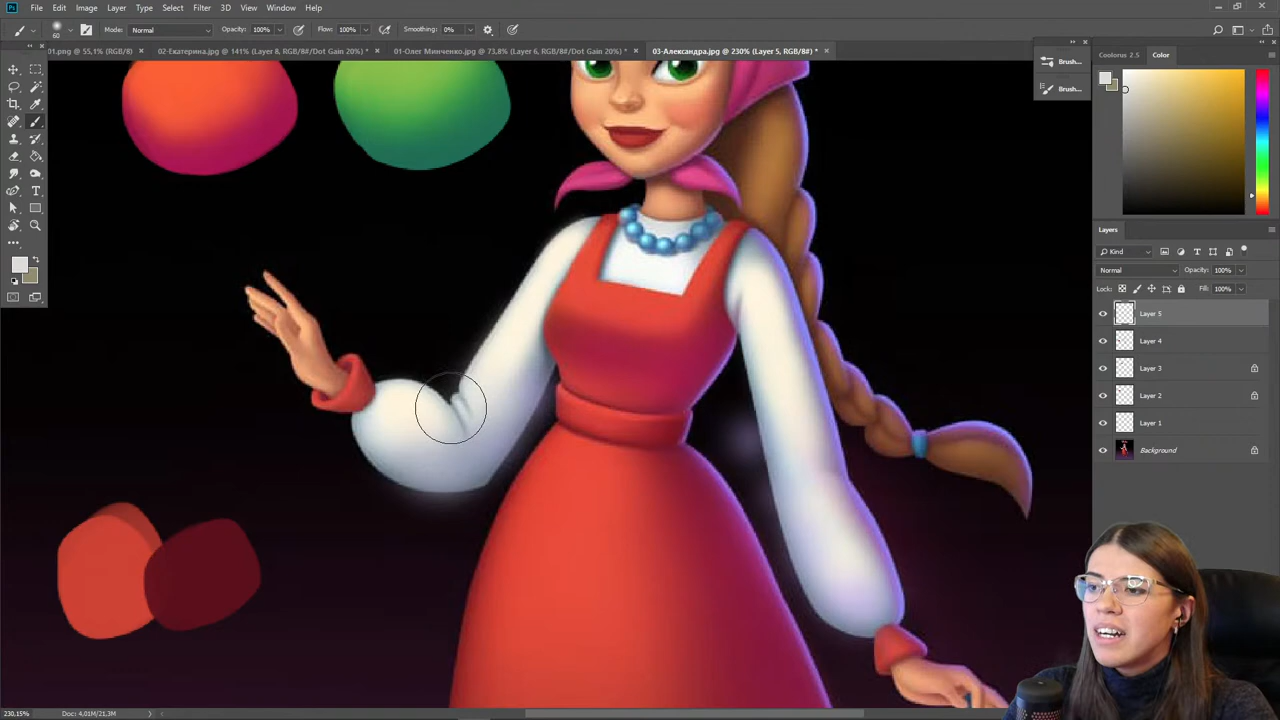 Ps File Edit Image Layer Type Select Filter 3D View Window Help
60 Mode: Normal Opacity: 100% Flow: 100% Smoothing: 0%
01.png @ 55,1% (RGB/8) 02-Екатерина.jpg @ 141% (Layer 8, RGB/8#/Dot Gain 20%) * 01-Олег Минченко.jpg @ 73,8% (Layer 6, RGB/8#/Dot Gain 20%) * 03-Александра.jpg @ 230% (Layer 5, RGB/8#) *
Brush...
Brush...
Coolorus 2.5 Color
Layers
Kind
Normal Opacity: 100%
Lock: Fill: 100%
Layer 5
Layer 4
Layer 3
Layer 2
Layer 1
Background
230,15% Doc: 4,01M/21,3M